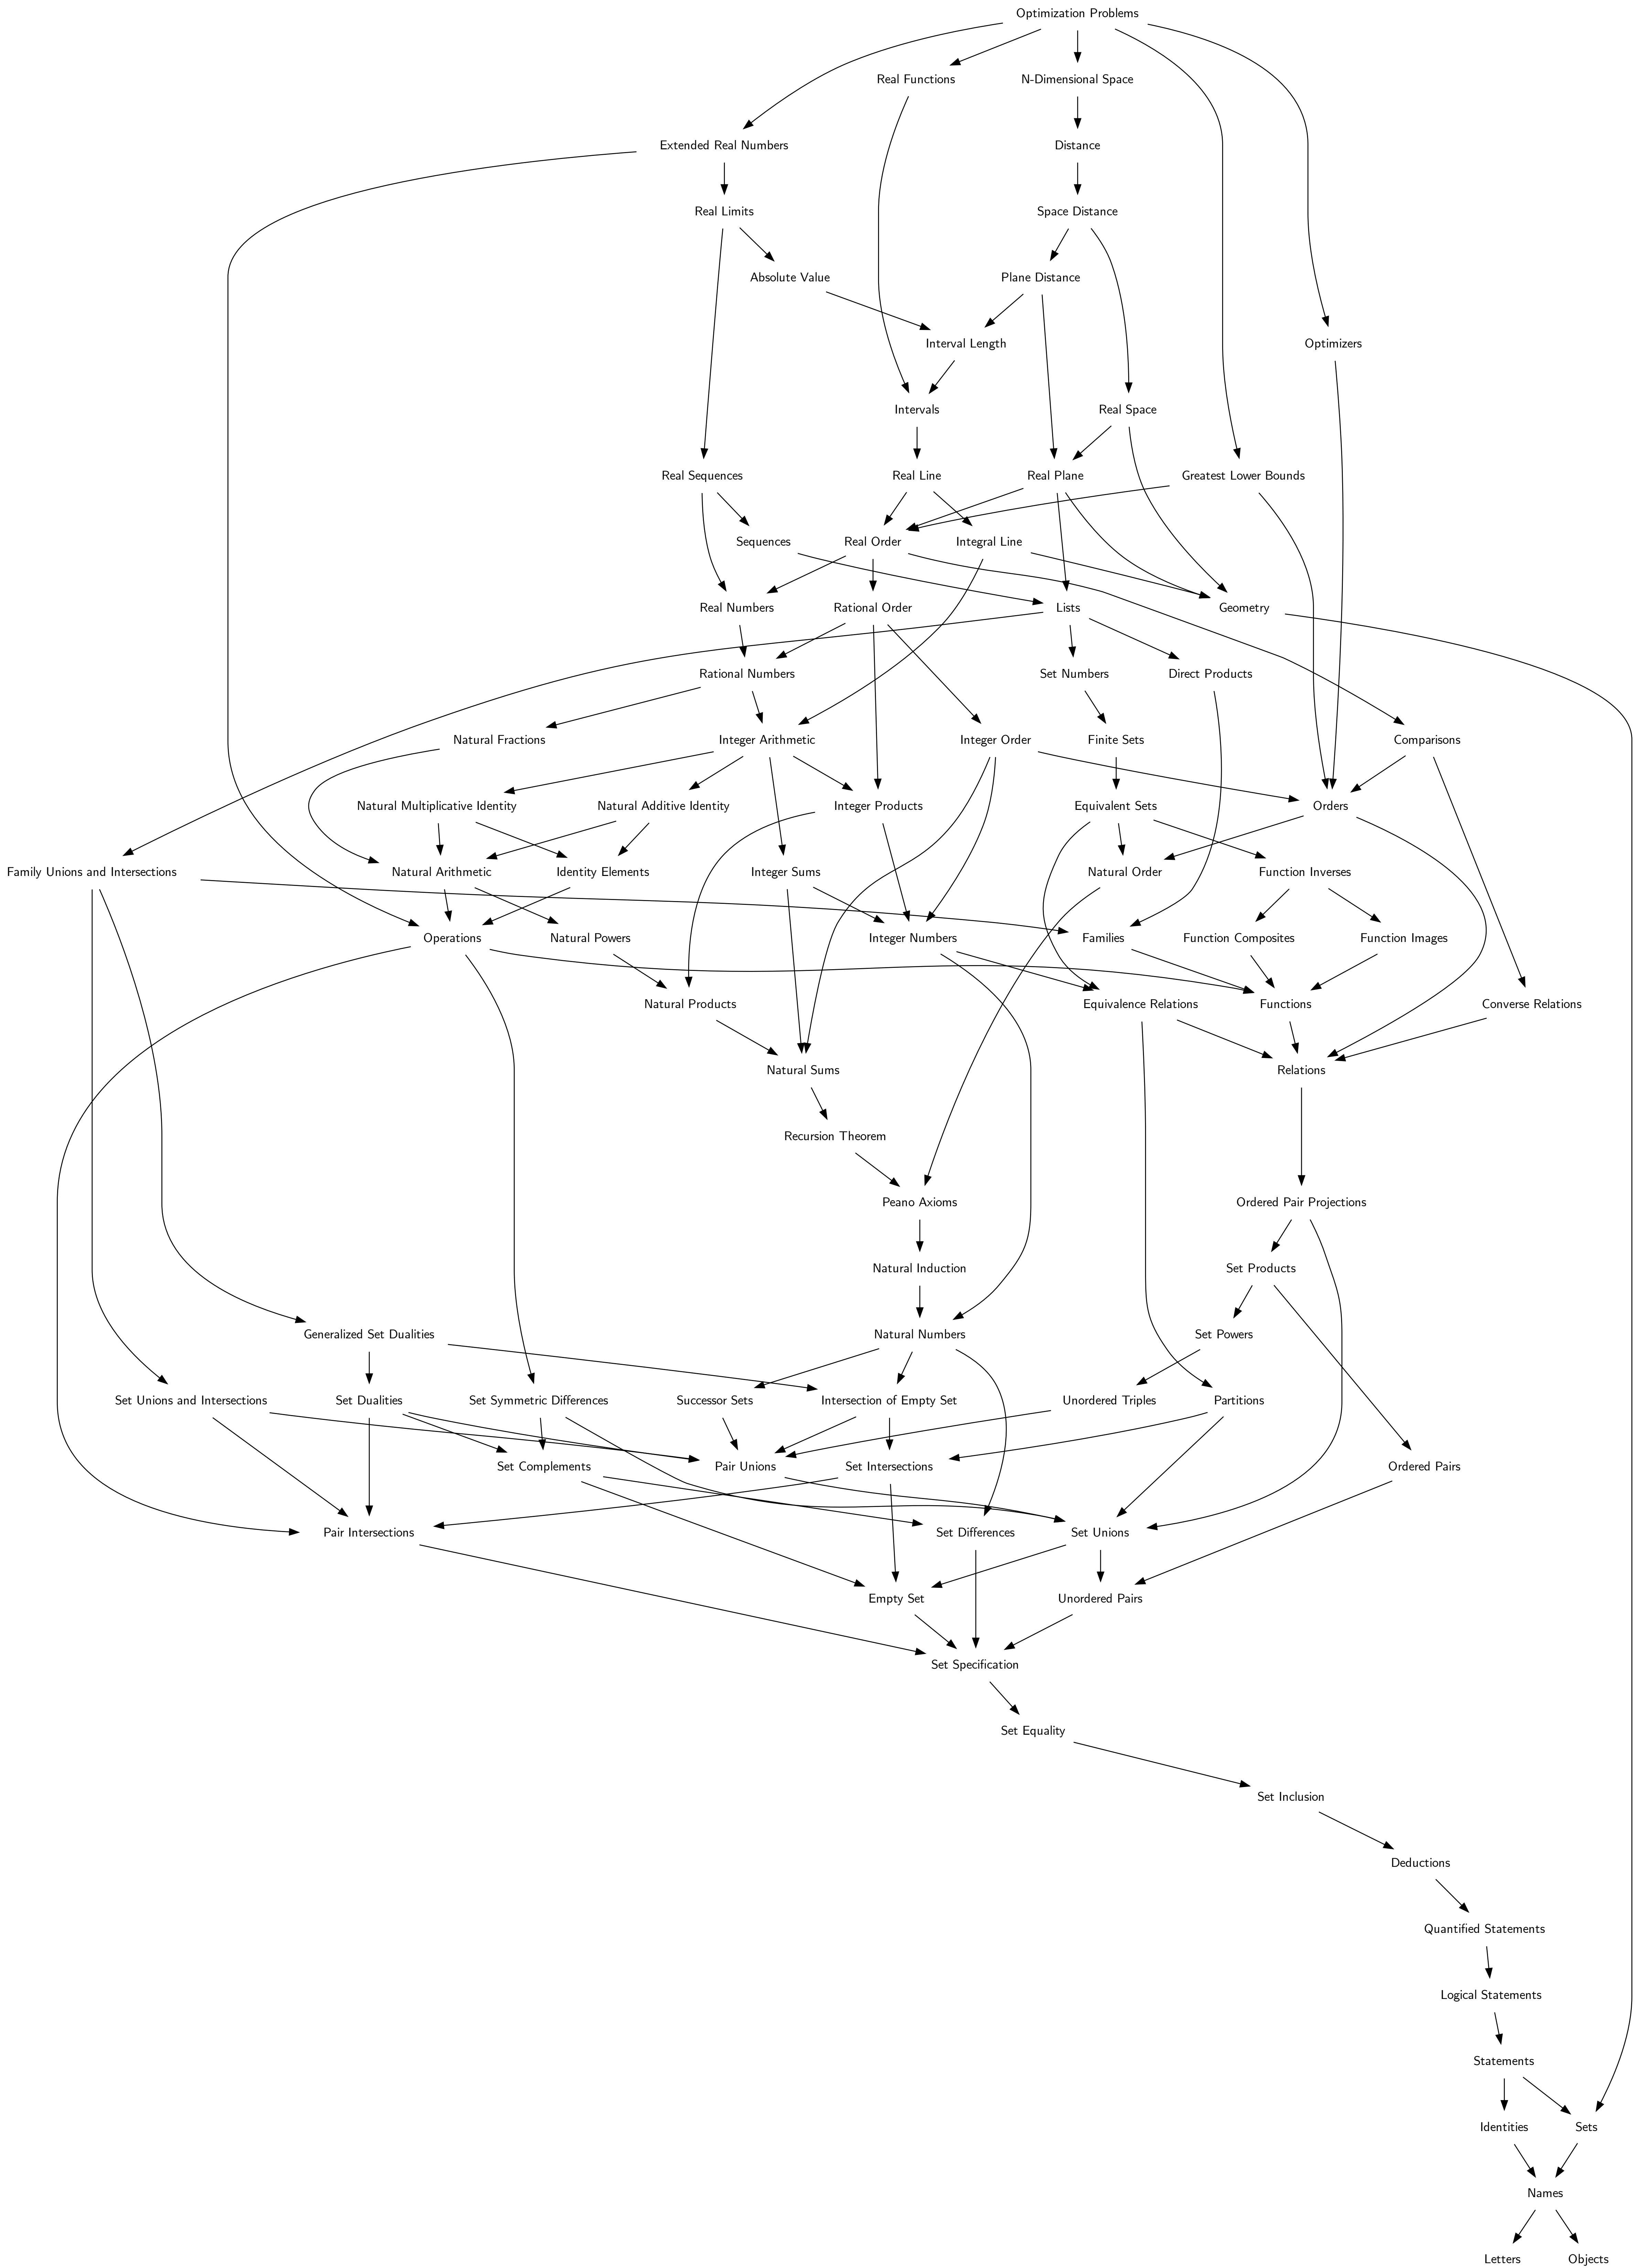 Optimization Problems
Real Functions
N-Dimensional Space
Extended Real Numbers
Distance
Real Limits
Space Distance
Absolute Value
Plane Distance
Interval Length
Optimizers
Intervals
Real Space
Real Sequences
Real Line
Real Plane
Greatest Lower Bounds
Sequences
Real Order
Integral Line
Real Numbers
Rational Order
Lists
Geometry
Rational Numbers
Set Numbers
Direct Products
Natural Fractions
Integer Arithmetic
Integer Order
Finite Sets
Comparisons
Natural Multiplicative Identity
Natural Additive Identity
Integer Products
Equivalent Sets
Orders
Family Unions and Intersections
Natural Arithmetic
Identity Elements
Integer Sums
Natural Order
Function Inverses
Operations
Natural Powers
Integer Numbers
Families
Function Composites
Function Images
Natural Products
Equivalence Relations
Functions
Converse Relations
Natural Sums
Relations
Recursion Theorem
Peano Axioms
Ordered Pair Projections
Natural Induction
Set Products
Generalized Set Dualities
Natural Numbers
Set Powers
Set Unions and Intersections
Set Dualities
Set Symmetric Differences
Successor Sets
Intersection of Empty Set
Unordered Triples
Partitions
Set Complements
Pair Unions
Set Intersections
Ordered Pairs
Pair Intersections
Set Differences
Set Unions
Empty Set
Unordered Pairs
Set Specification
Set Equality
Set Inclusion
Deductions
Quantified Statements
Logical Statements
Statements
Identities
Sets
Names
Letters
Objects